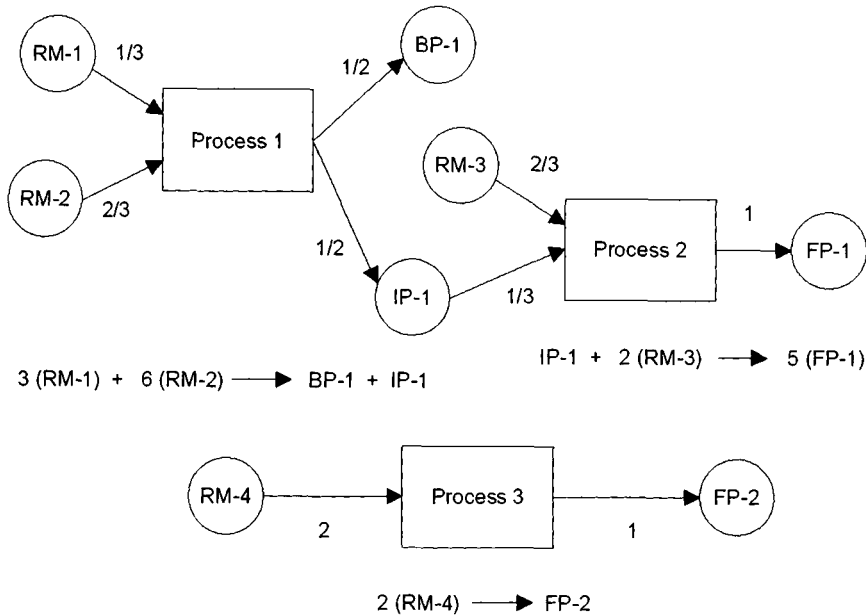 RM-1
1/3
Process 1
RM-2
2/3
1/2
BP-1
1/2
IP-1
RM-3
2/3
1/3
Process 2
1
FP-1
3 (RM-1) + 6 (RM-2) ⟶ BP-1 + IP-1
IP-1 + 2 (RM-3) ⟶ 5 (FP-1)
RM-4
2
Process 3
1
FP-2
2 (RM-4) ⟶ FP-2